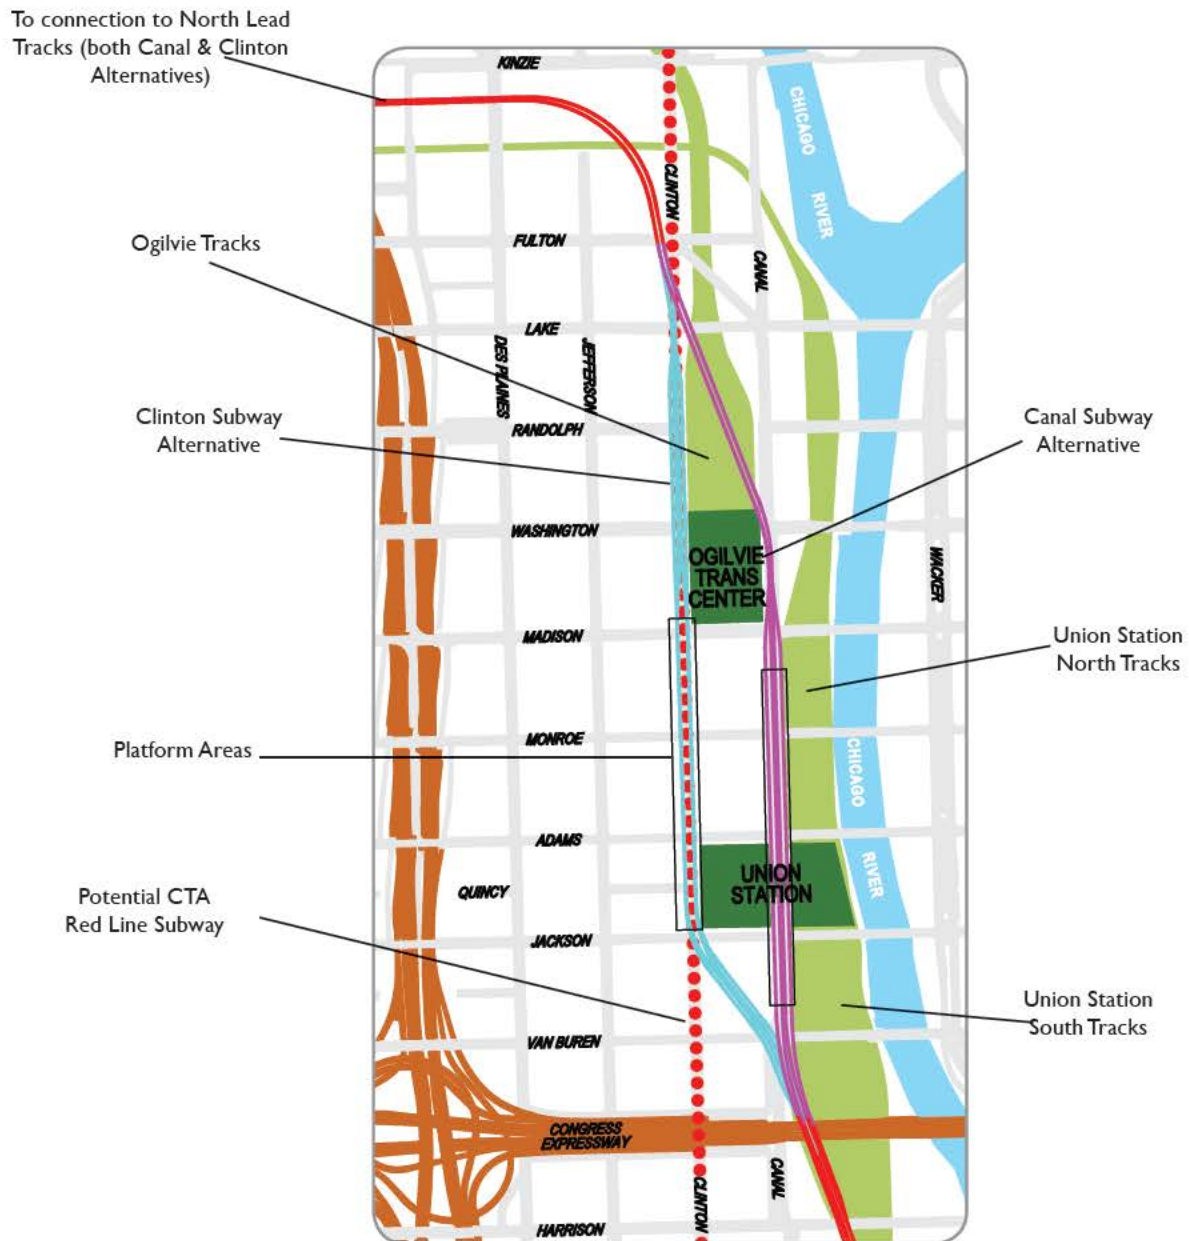 To connection to North Lead
Tracks (both Canal & Clinton
Alternatives)
KINZIE
CHICAGO
RIVER
CLINTON
Ogilvie Tracks
FULTON
CANAL
LAKE
DES PLAINES
JEFFERSON
Clinton Subway
Alternative
RANDOLPH
Canal Subway
Alternative
WASHINGTON
OGILVIE
TRANS
CENTER
WACKER
MADISON
Union Station
North Tracks
Platform Areas
MONROE
CHICAGO
RIVER
ADAMS
UNION
STATION
QUINCY
Potential CTA
Red Line Subway
JACKSON
Union Station
South Tracks
VAN BUREN
CONGRESS
EXPRESSWAY
CANAL
CLINTON
HARRISON